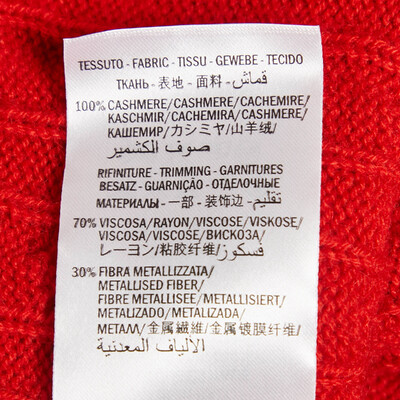 TESSUTO - FABRIC - TISSU - GEWEBE - TECIDO
ТКАНЬ - 表地 - 面料 - قماش
100% CASHMERE/CASHMERE/CACHEMIRE/
KASCHMIR/CACHEMIRA/CASHMERE/
КАШЕМИР/カシミヤ/山羊绒/
صوف الكشمير
RIFINITURE - TRIMMING - GARNITURES
BESATZ - GUARNIÇÃO - ОТДЕЛОЧНЫЕ
МАТЕРИАЛЫ - 一部 - 装饰边 - تقليم
70% VISCOSA/RAYON/VISCOSE/VISKOSE/
VISCOSA/VISCOSE/ВИСКОЗА/
レーヨン/粘胶纤维/ فسكوز/
30% FIBRA METALLIZZATA/
METALLISED FIBER/
FIBRE METALLISEE/METALLISIERT/
METALIZADO/METALIZADA/
МЕТАЛЛ/金属繊維/金属镀膜纤维/
الألياف المعدنية